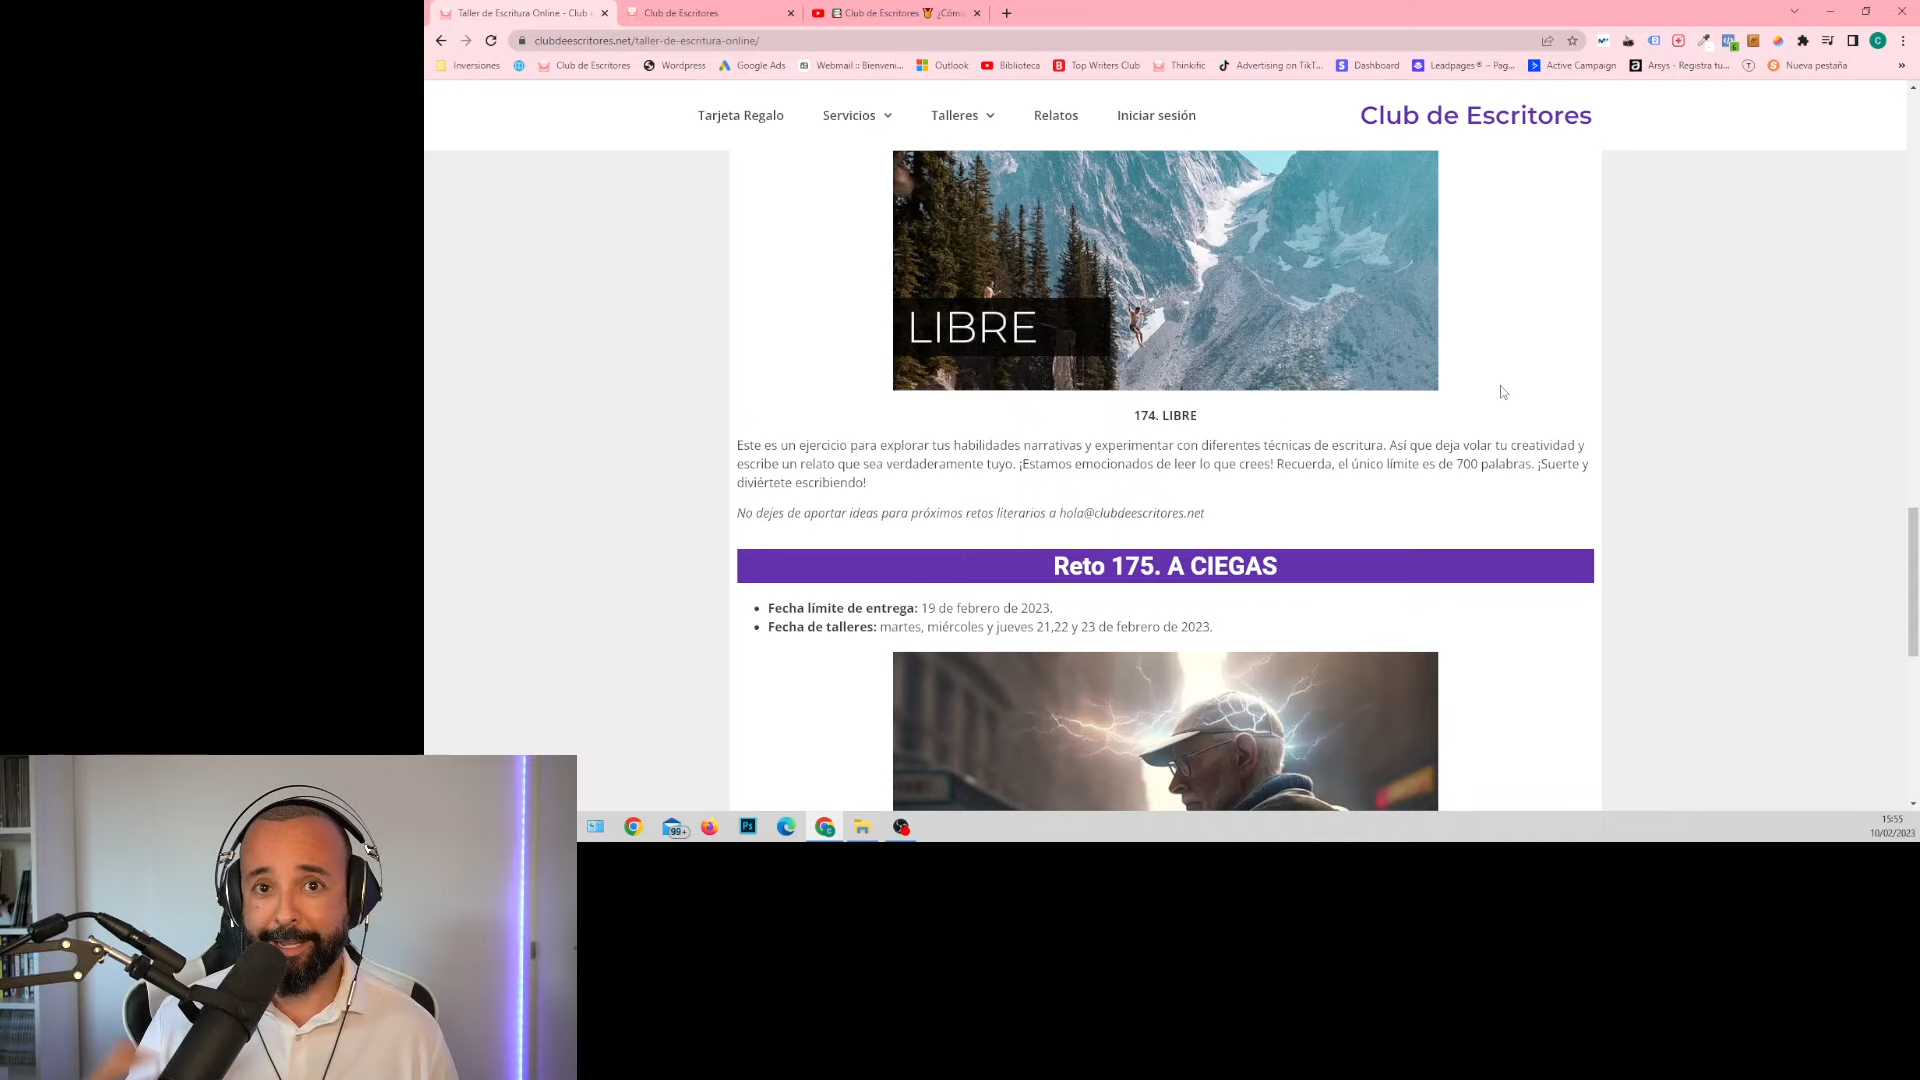 Taller de Escritura Online - Club
Club de Escritores
Club de Escritores ¿Cómo
clubdeescritores.net/taller-de-escritura-online/
Inversiones
Club de Escritores
Wordpress
Google Ads
Webmail :: Bienveni...
Outlook
Biblioteca
Top Writers Club
Thinkific
Advertising on TikT...
Dashboard
Leadpages® – Pag...
Active Campaign
Arsys - Registra tu...
Nueva pestaña
Tarjeta Regalo
Servicios
Talleres
Relatos
Iniciar sesión
Club de Escritores
LIBRE
174. LIBRE
Este es un ejercicio para explorar tus habilidades narrativas y experimentar con diferentes técnicas de escritura. Así que deja volar tu creatividad y
escribe un relato que sea verdaderamente tuyo. ¡Estamos emocionados de leer lo que crees! Recuerda, el único límite es de 700 palabras. ¡Suerte y
diviértete escribiendo!
No dejes de aportar ideas para próximos retos literarios a hola@clubdeescritores.net
Reto 175. A CIEGAS
Fecha límite de entrega: 19 de febrero de 2023.
Fecha de talleres: martes, miércoles y jueves 21,22 y 23 de febrero de 2023.
99+
Ps
15:55
10/02/2023